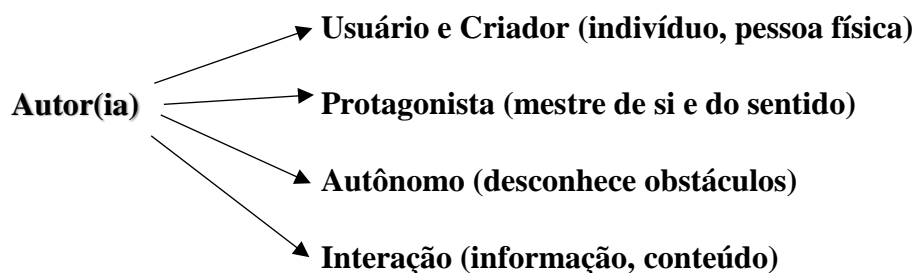 Usuário e Criador (indivíduo, pessoa física)
Autor(ia)
Protagonista (mestre de si e do sentido)
Autônomo (desconhece obstáculos)
Interação (informação, conteúdo)